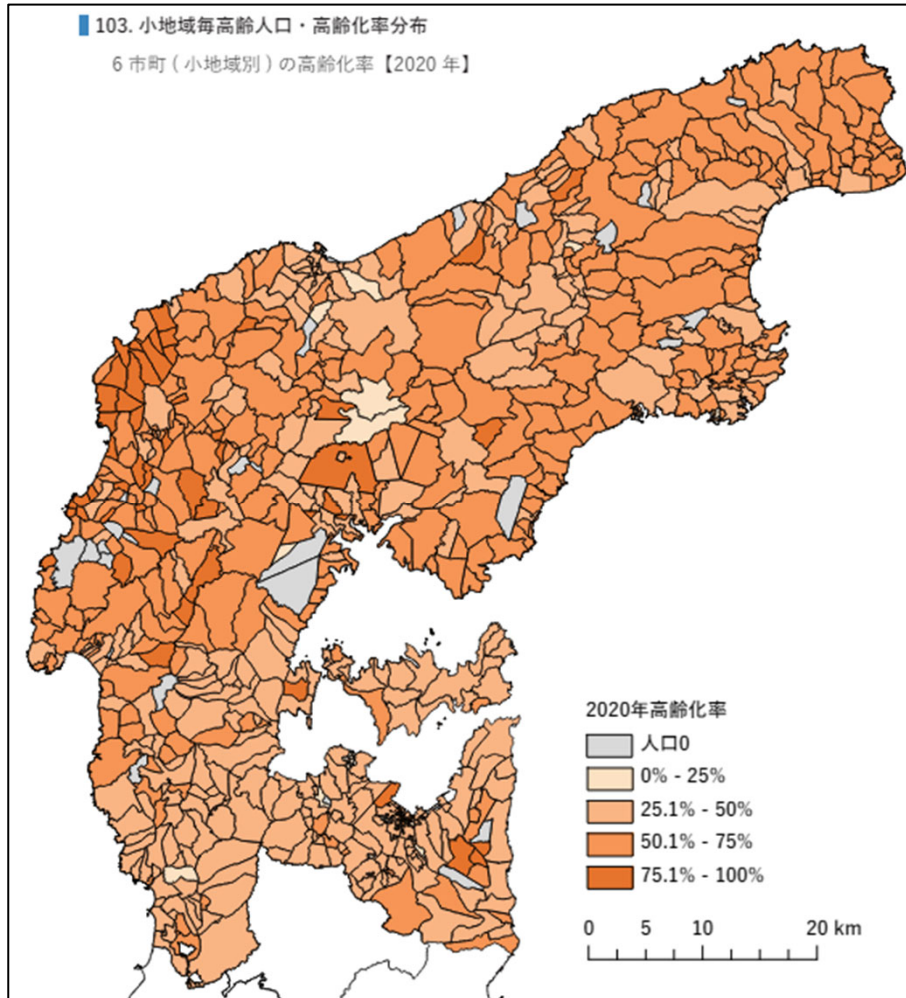 103. 小地域毎高齢人口・高齢化率分布
6 市町 ( 小地域別 ) の高齢化率【2020 年】
2020年高齢化率
人口0
0% - 25%
25.1% - 50%
50.1% - 75%
75.1% - 100%
0 5 10 20 km